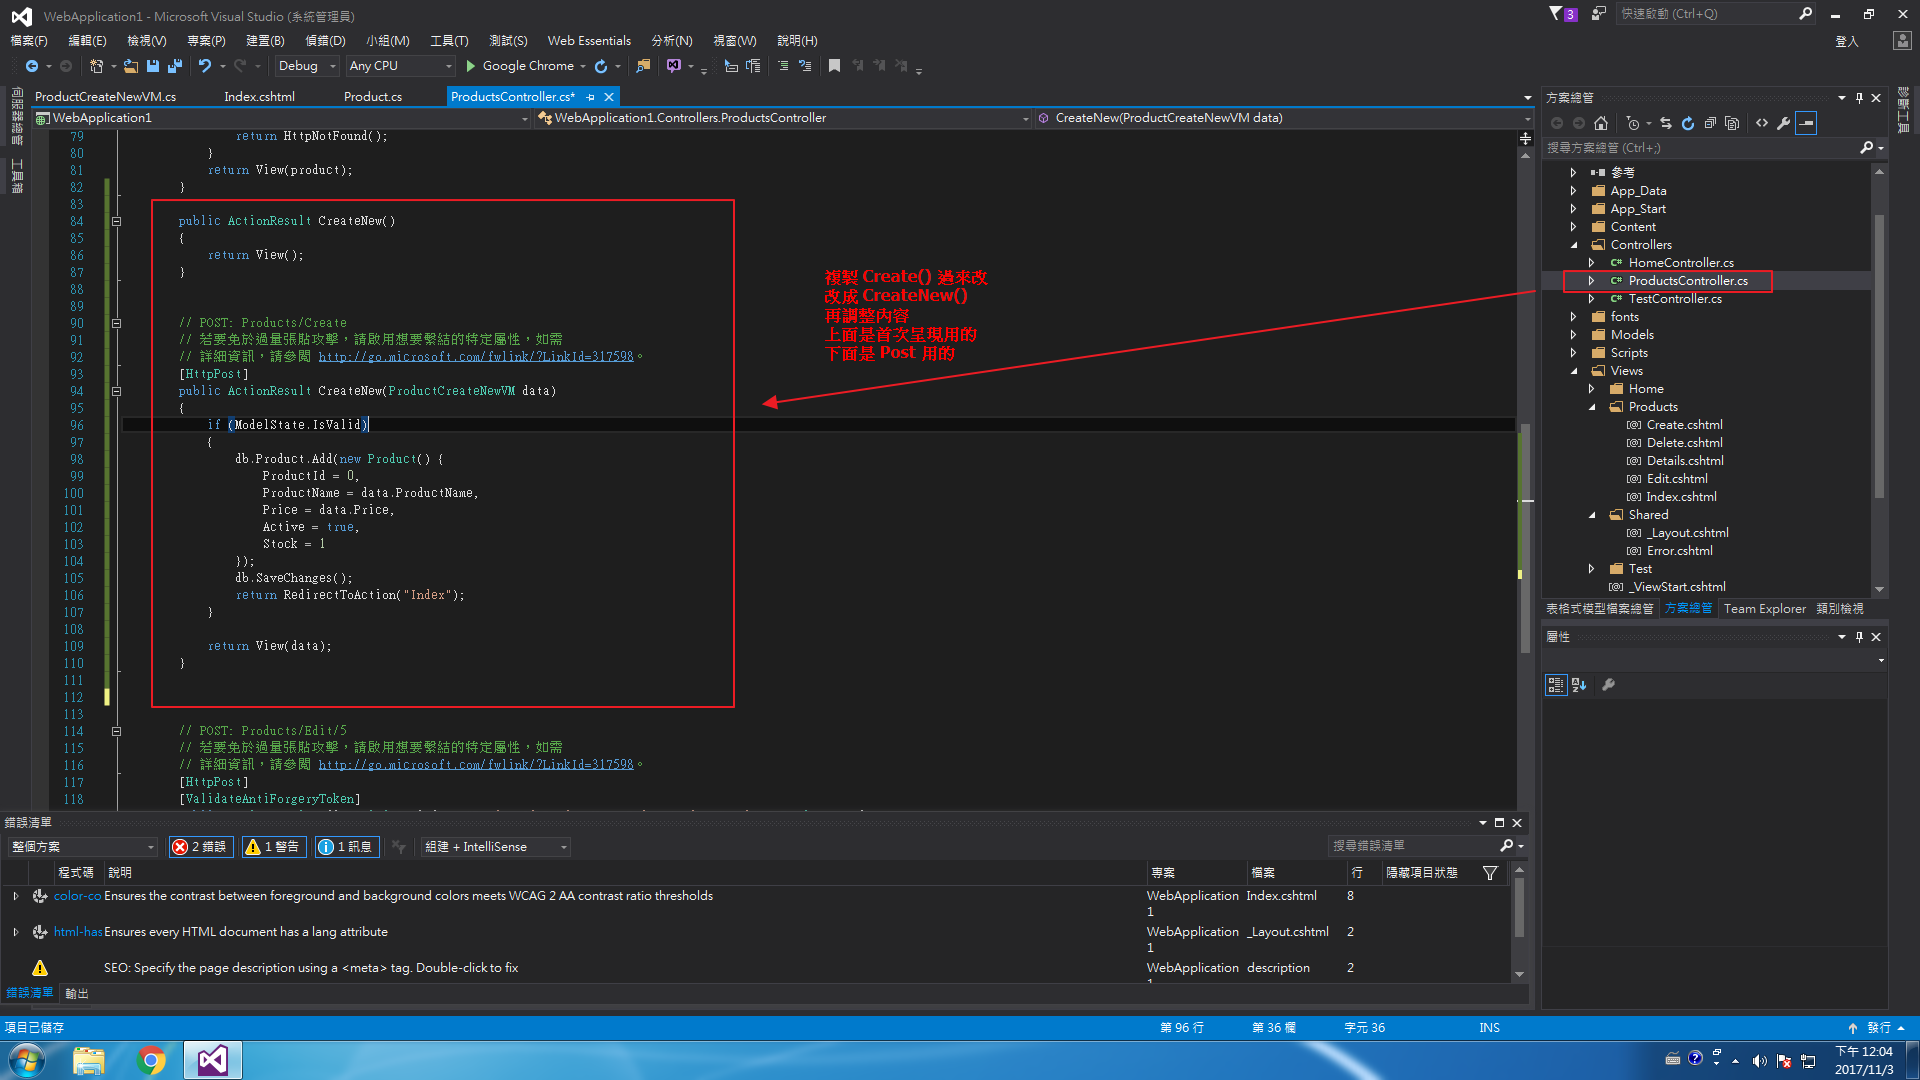 WebApplication1 - Microsoft Visual Studio (系統管理員)
3
快速啟動 (Ctrl+Q)
檔案(F) 編輯(E) 檢視(V) 專案(P) 建置(B) 偵錯(D) 小組(M) 工具(T) 測試(S) Web Essentials 分析(N) 視窗(W) 說明(H)
登入
Debug Any CPU Google Chrome
伺服器總管
工具箱
診斷工具
ProductCreateNewVM.cs Index.cshtml Product.cs ProductsController.cs*
WebApplication1 WebApplication1.Controllers.ProductsController CreateNew(ProductCreateNewVM data)
79 return HttpNotFound();
80 }
81 return View(product);
82 }
83
84 public ActionResult CreateNew()
85 {
86 return View();
87 }
88
89
90 // POST: Products/Create
91 // 若要免於過量張貼攻擊，請啟用想要繫結的特定屬性，如需
92 // 詳細資訊，請參閱 http://go.microsoft.com/fwlink/?LinkId=317598。
93 [HttpPost]
94 public ActionResult CreateNew(ProductCreateNewVM data)
95 {
96 if (ModelState.IsValid)
97 {
98 db.Product.Add(new Product() {
99 ProductId = 0,
100 ProductName = data.ProductName,
101 Price = data.Price,
102 Active = true,
103 Stock = 1
104 });
105 db.SaveChanges();
106 return RedirectToAction("Index");
107 }
108
109 return View(data);
110 }
111
112
113
114 // POST: Products/Edit/5
115 // 若要免於過量張貼攻擊，請啟用想要繫結的特定屬性，如需
116 // 詳細資訊，請參閱 http://go.microsoft.com/fwlink/?LinkId=317598。
117 [HttpPost]
118 [ValidateAntiForgeryToken]
複製 Create() 過來改
改成 CreateNew()
再調整內容
上面是首次呈現用的
下面是 Post 用的
方案總管
搜尋方案總管 (Ctrl+;)
參考
App_Data
App_Start
Content
Controllers
C# HomeController.cs
C# ProductsController.cs
C# TestController.cs
fonts
Models
Scripts
Views
Home
Products
[@] Create.cshtml
[@] Delete.cshtml
[@] Details.cshtml
[@] Edit.cshtml
[@] Index.cshtml
Shared
[@] _Layout.cshtml
[@] Error.cshtml
Test
[@] _ViewStart.cshtml
表格式模型檔案總管 方案總管 Team Explorer 類別檢視
屬性
錯誤清單
整個方案 2 錯誤 1 警告 1 訊息 組建 + IntelliSense 搜尋錯誤清單
程式碼 說明 專案 檔案 行 隱藏項目狀態
color-co Ensures the contrast between foreground and background colors meets WCAG 2 AA contrast ratio thresholds WebApplication Index.cshtml 8
1
html-has Ensures every HTML document has a lang attribute WebApplication _Layout.cshtml 2
1
SEO: Specify the page description using a <meta> tag. Double-click to fix WebApplication description 2
錯誤清單 輸出
項目已儲存 第 96 行 第 36 欄 字元 36 INS 發行
下午 12:04
2017/11/3